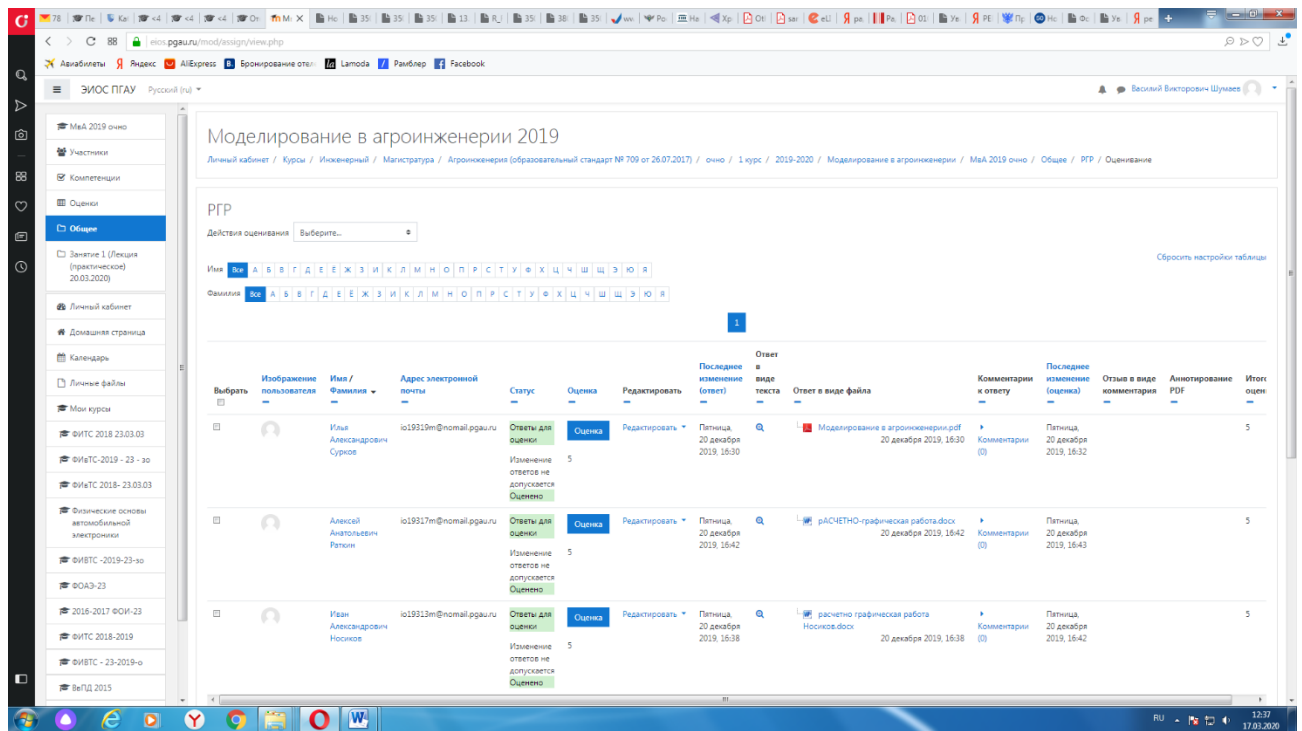 eios.pgau.ru/mod/assign/view.php
Авиабилеты Яндекс AliExpress Бронирование отел Lamoda Рамблер Facebook
ЭИОС ПГАУ Русский (ru)
Василий Викторович Шумаев
МвА 2019 очно
Участники
Компетенции
Оценки
Общее
Занятие 1 (Лекция
(практическое)
20.03.2020)
Личный кабинет
Домашняя страница
Календарь
Личные файлы
Мои курсы
ФИТС 2018 23.03.03
ФИвТС-2019 - 23 - зо
ФИвТС 2018- 23.03.03
Физические основы
автомобильной
электроники
ФИВТС -2019-23-зо
ФОАЭ-23
2016-2017 ФОИ-23
ФИТС 2018-2019
ФИВТС - 23-2019-о
ВвПД 2015
Моделирование в агроинженерии 2019
Личный кабинет / Курсы / Инженерный / Магистратура / Агроинженерия (образовательный стандарт № 709 от 26.07.2017) / очно / 1 курс / 2019-2020 / Моделирование в агроинженерии / МвА 2019 очно / Общее / РГР / Оценивание
РГР
Действия оценивания Выберите...
Сбросить настройки таблицы
Имя Все А Б В Г Д Е Ё Ж З И К Л М Н О П Р С Т У Ф Х Ц Ч Ш Щ Э Ю Я
Фамилия Все А Б В Г Д Е Ё Ж З И К Л М Н О П Р С Т У Ф Х Ц Ч Ш Щ Э Ю Я
1
Выбрать
Изображение
пользователя
Имя /
Фамилия
Адрес электронной
почты
Статус
Оценка
Редактировать
Последнее
изменение
(ответ)
Ответ
в
виде
текста
Ответ в виде файла
Комментарии
к ответу
Последнее
изменение
(оценка)
Отзыв в виде
комментария
Аннотирование
PDF
Итого
оцен
Илья
Александрович
Сурков
io19319m@nomail.pgau.ru
Ответы для
оценки
Изменение
ответов не
допускается
Оценено
Оценка
5
Редактировать
Пятница,
20 декабря
2019, 16:30
Моделирование в агроинженерии.pdf
20 декабря 2019, 16:30
Комментарии
(0)
Пятница,
20 декабря
2019, 16:32
5
Алексей
Анатольевич
Раткин
io19317m@nomail.pgau.ru
Ответы для
оценки
Изменение
ответов не
допускается
Оценено
Оценка
5
Редактировать
Пятница,
20 декабря
2019, 16:42
рАСЧЕТНО-графическая работа.docx
20 декабря 2019, 16:42
Комментарии
(0)
Пятница,
20 декабря
2019, 16:43
5
Иван
Александрович
Носиков
io19313m@nomail.pgau.ru
Ответы для
оценки
Изменение
ответов не
допускается
Оценено
Оценка
5
Редактировать
Пятница,
20 декабря
2019, 16:38
расчетно графическая работа
Носиков.docx
20 декабря 2019, 16:38
Комментарии
(0)
Пятница,
20 декабря
2019, 16:42
5
RU
12:37
17.03.2020